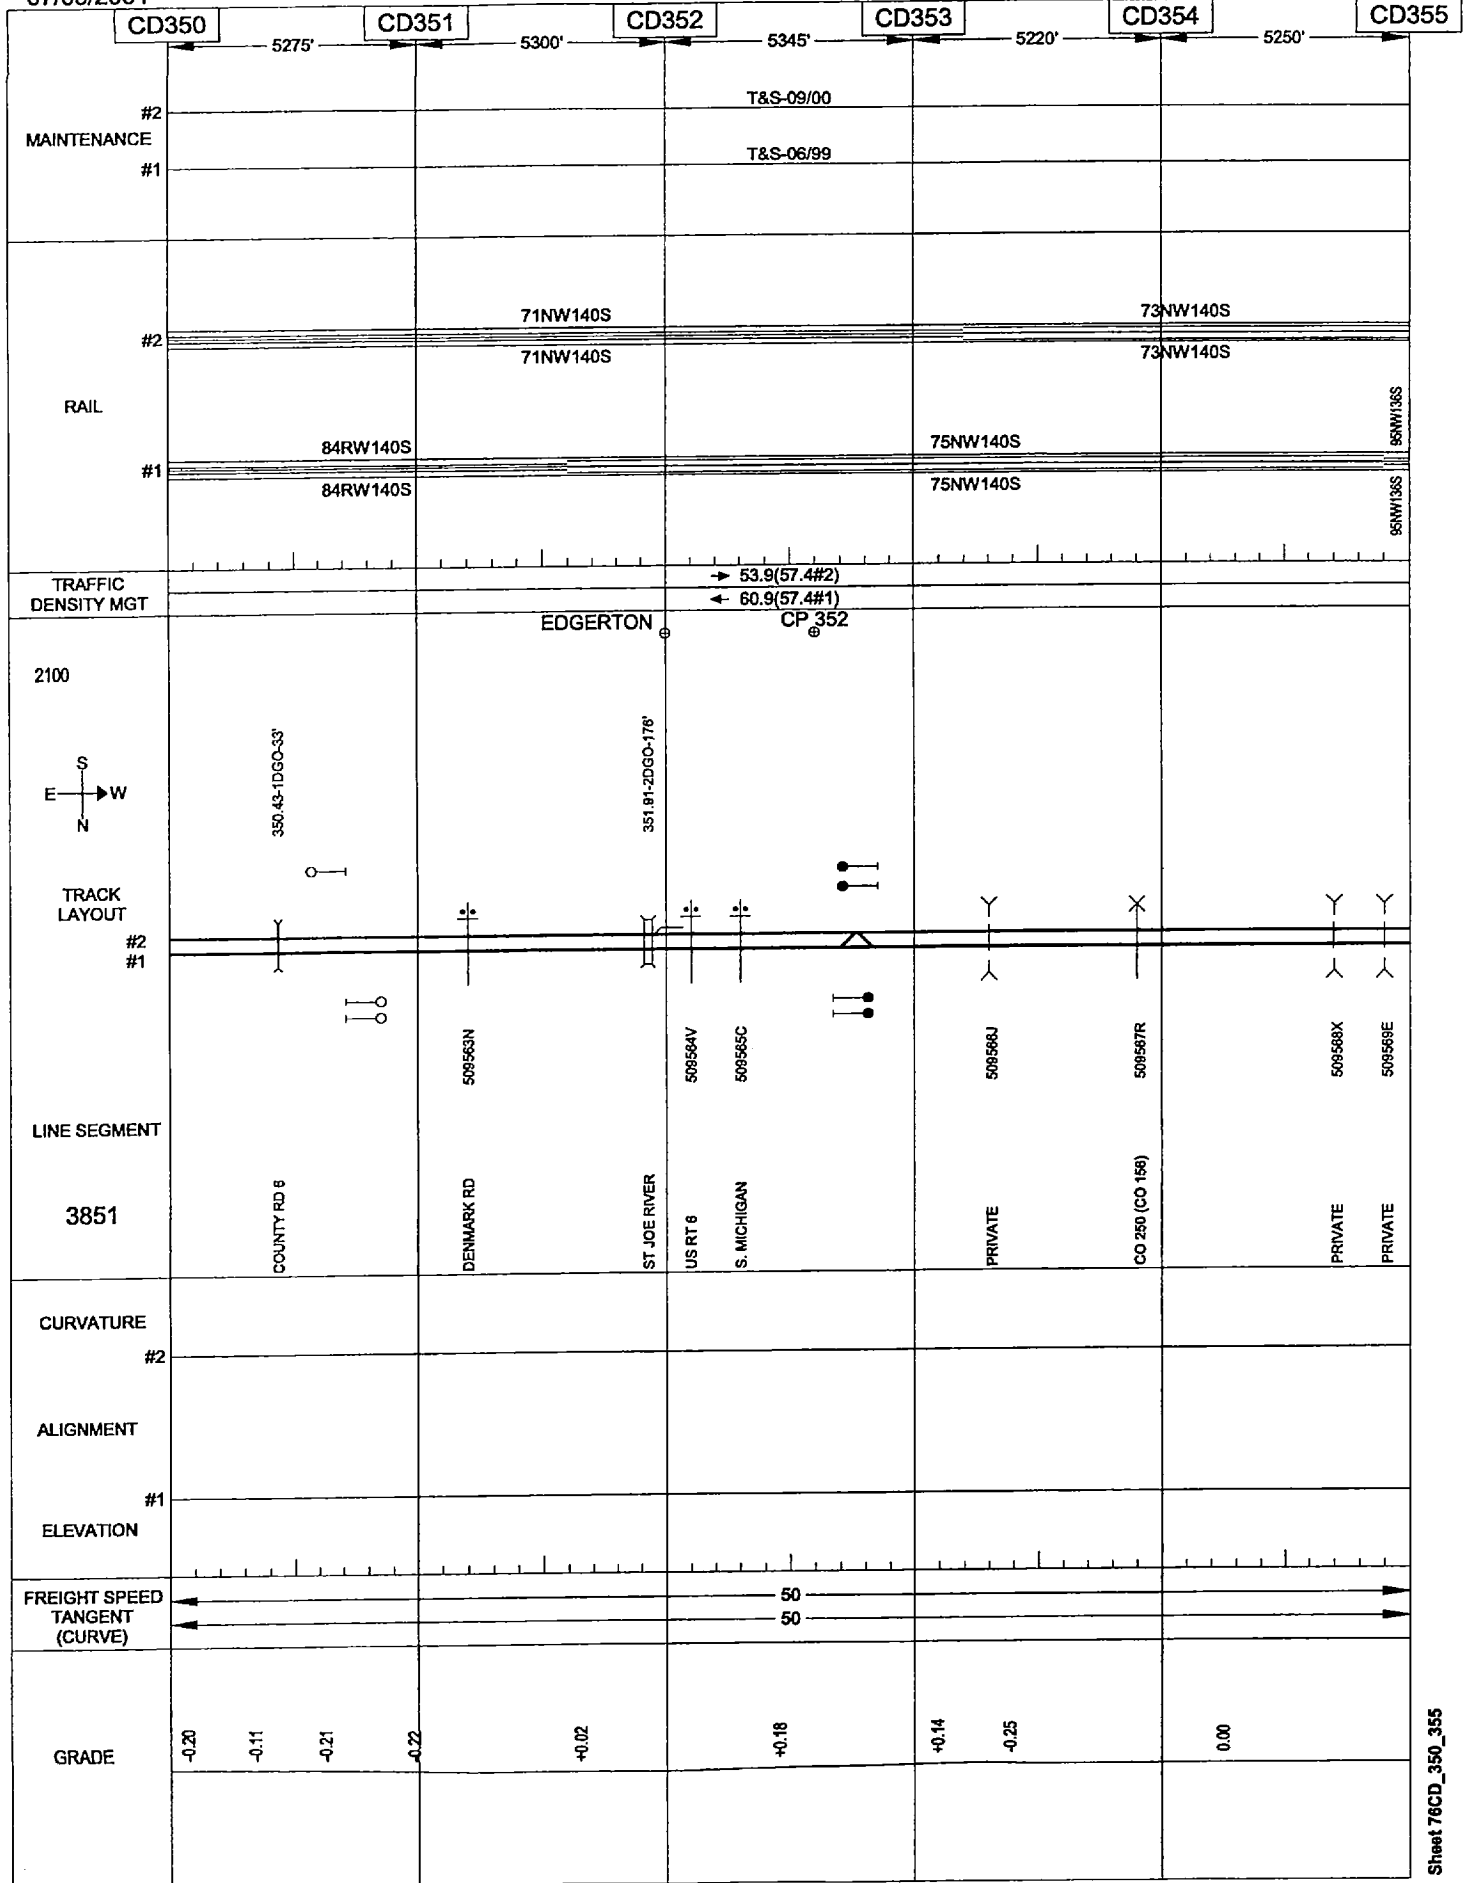 CD350 CD351 CD352 CD353 CD354 CD355
5275' 5300' 5345' 5220' 5250'
#2 T&S-09/00
MAINTENANCE
#1 T&S-06/99
71NW140S 73NW140S
#2
71NW140S 73NW140S
RAIL
84RW140S 75NW140S 95NW136S
#1
84RW140S 75NW140S 95NW136S
TRAFFIC
DENSITY MGT
53.9(57.4#2)
60.9(57.4#1)
EDGERTON CP 352
2100
350.43-1DGO-33' 351.91-2DGO-176'
S
E W
N
TRACK
LAYOUT
#2
#1
509563N 509564V 509565C 509566J 509567R 509568X 509569E
LINE SEGMENT
3851
COUNTY RD 6 DENMARK RD ST JOE RIVER US RT 6 S. MICHIGAN PRIVATE CO 250 (CO 156) PRIVATE PRIVATE
CURVATURE
#2
ALIGNMENT
#1
ELEVATION
FREIGHT SPEED
TANGENT
(CURVE)
50
50
GRADE
-0.20 -0.11 -0.21 -0.22 +0.02 +0.18 +0.14 -0.25 0.00
Sheet 76CD_350_355